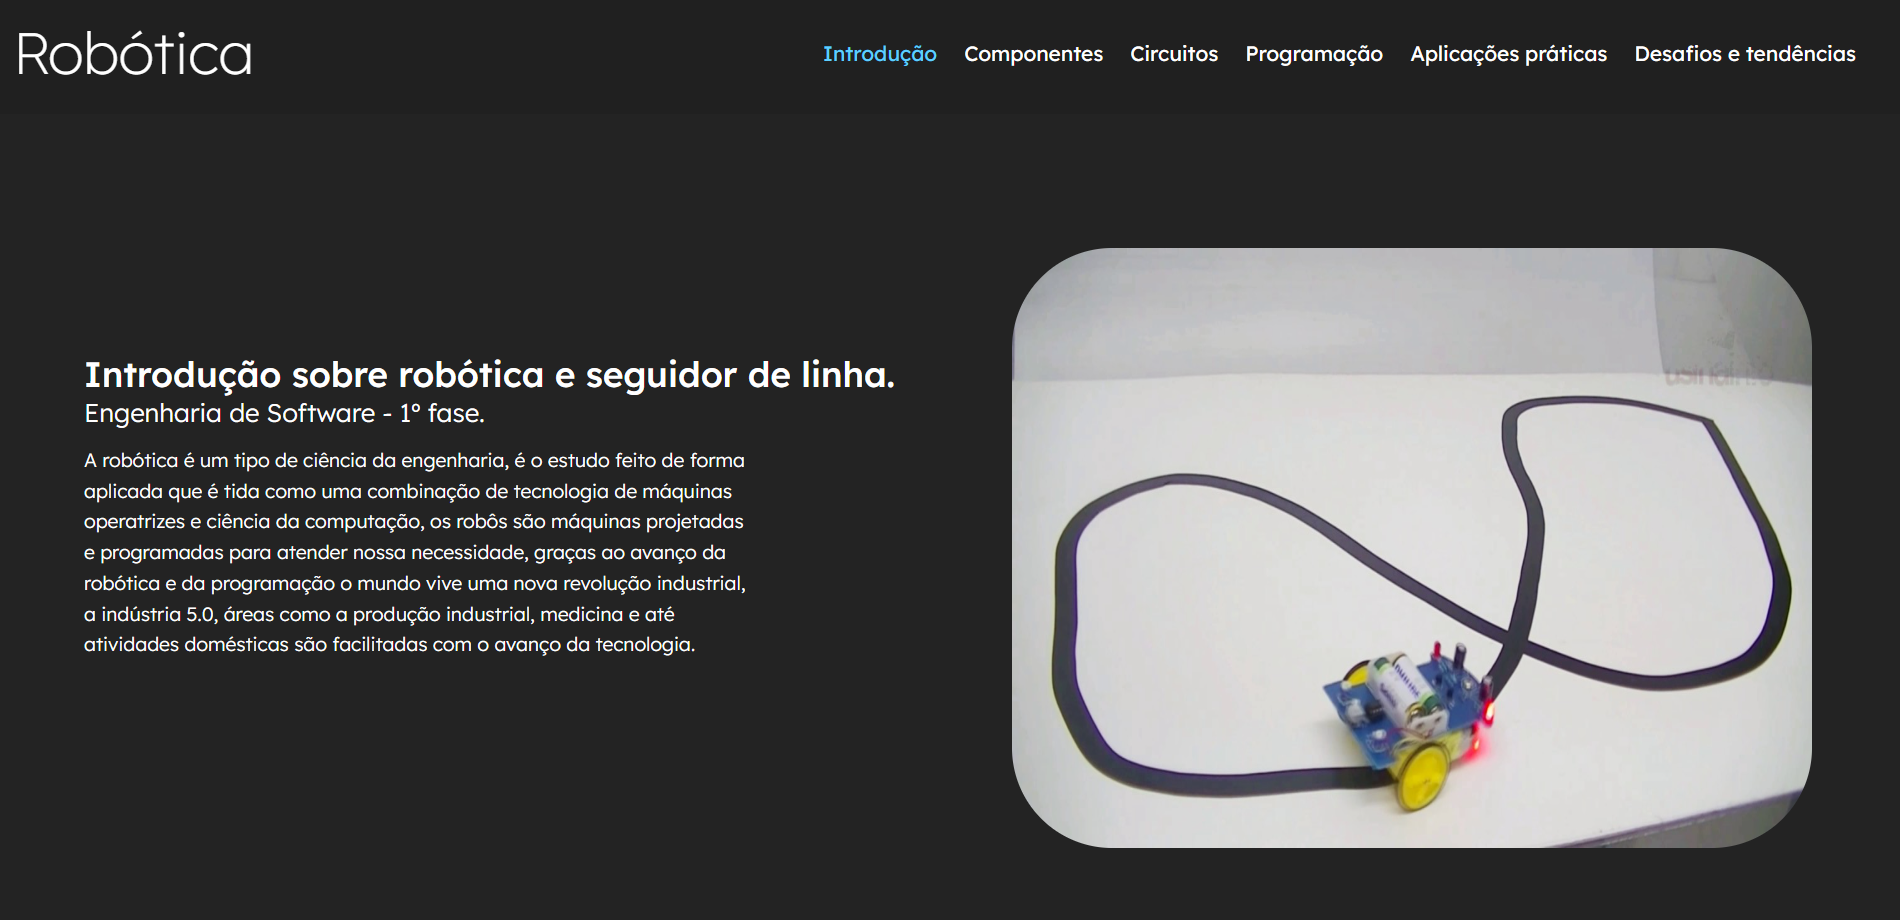 Robótica
Introdução Componentes Circuitos Programação Aplicações práticas Desafios e tendências
Introdução sobre robótica e seguidor de linha.
Engenharia de Software - 1º fase.
A robótica é um tipo de ciência da engenharia, é o estudo feito de forma
aplicada que é tida como uma combinação de tecnologia de máquinas
operatrizes e ciência da computação, os robôs são máquinas projetadas
e programadas para atender nossa necessidade, graças ao avanço da
robótica e da programação o mundo vive uma nova revolução industrial,
a indústria 5.0, áreas como a produção industrial, medicina e até
atividades domésticas são facilitadas com o avanço da tecnologia.